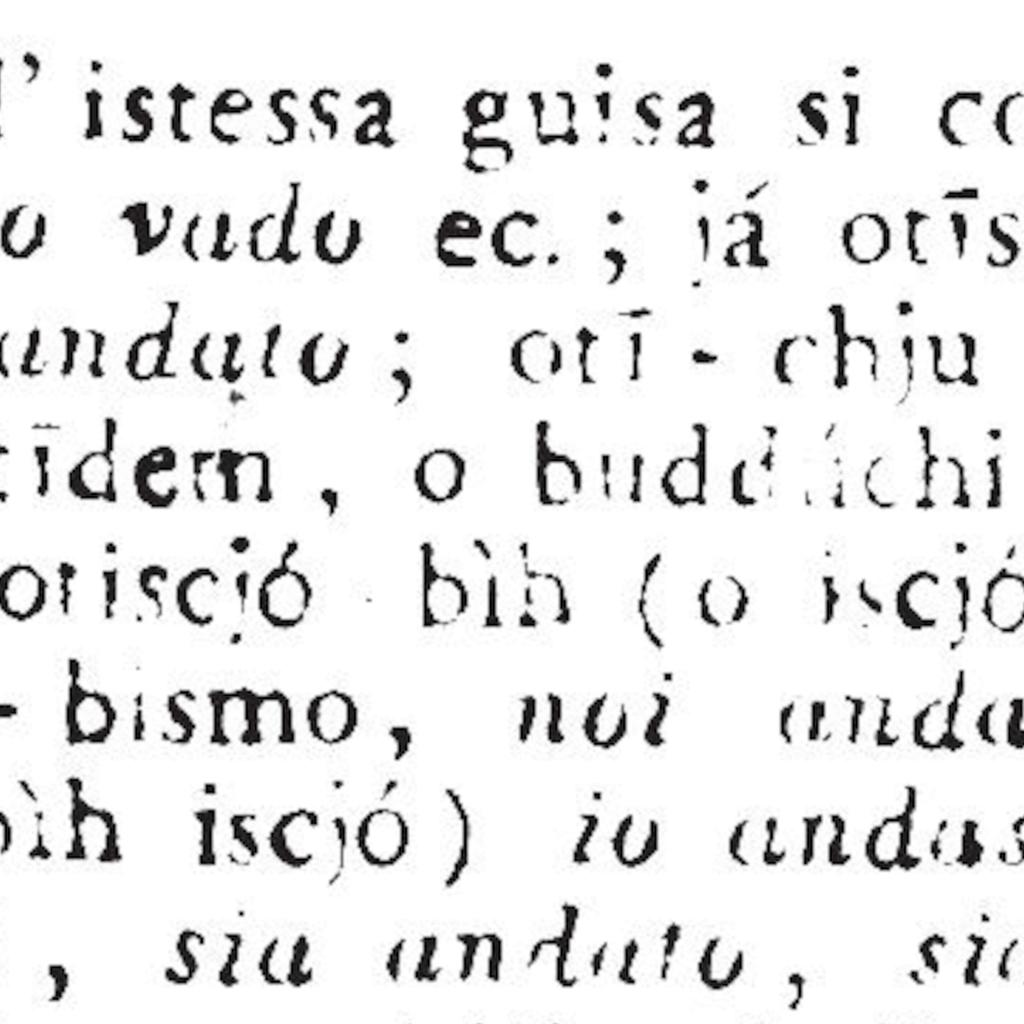 l' istessa guisa si co
o vado ec. ; já otīs
andato ; otī - chju
tīdem , o buddíchi
otiscjó bìh ( o iscjó
- bismo, noi anda
bìh iscjó ) io andas
, sia andato, sia